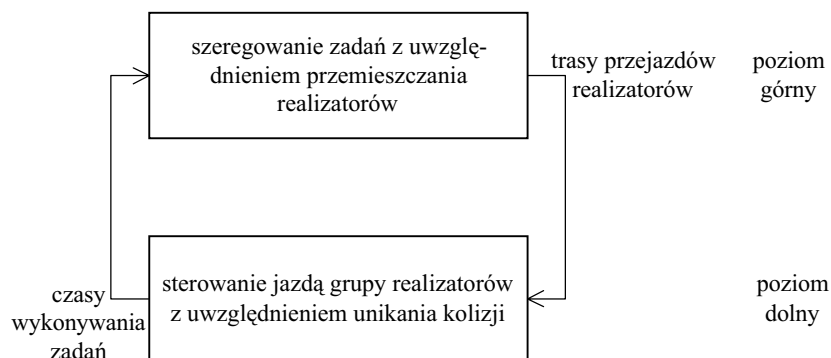 szeregowanie zadań z uwzglę-
dnieniem przemieszczania
realizatorów
trasy przejazdów
realizatorów
poziom
górny
sterowanie jazdą grupy realizatorów
z uwzględnieniem unikania kolizji
czasy
wykonywania
zadań
poziom
dolny